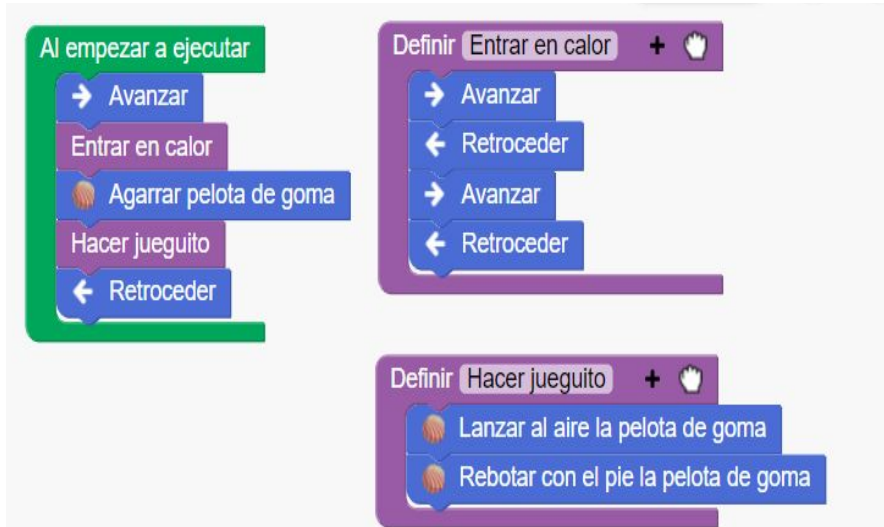 Al empezar a ejecutar
Avanzar
Entrar en calor
Agarrar pelota de goma
Hacer jueguito
Retroceder
Definir Entrar en calor +
Avanzar
Retroceder
Avanzar
Retroceder
Definir Hacer jueguito +
Lanzar al aire la pelota de goma
Rebotar con el pie la pelota de goma